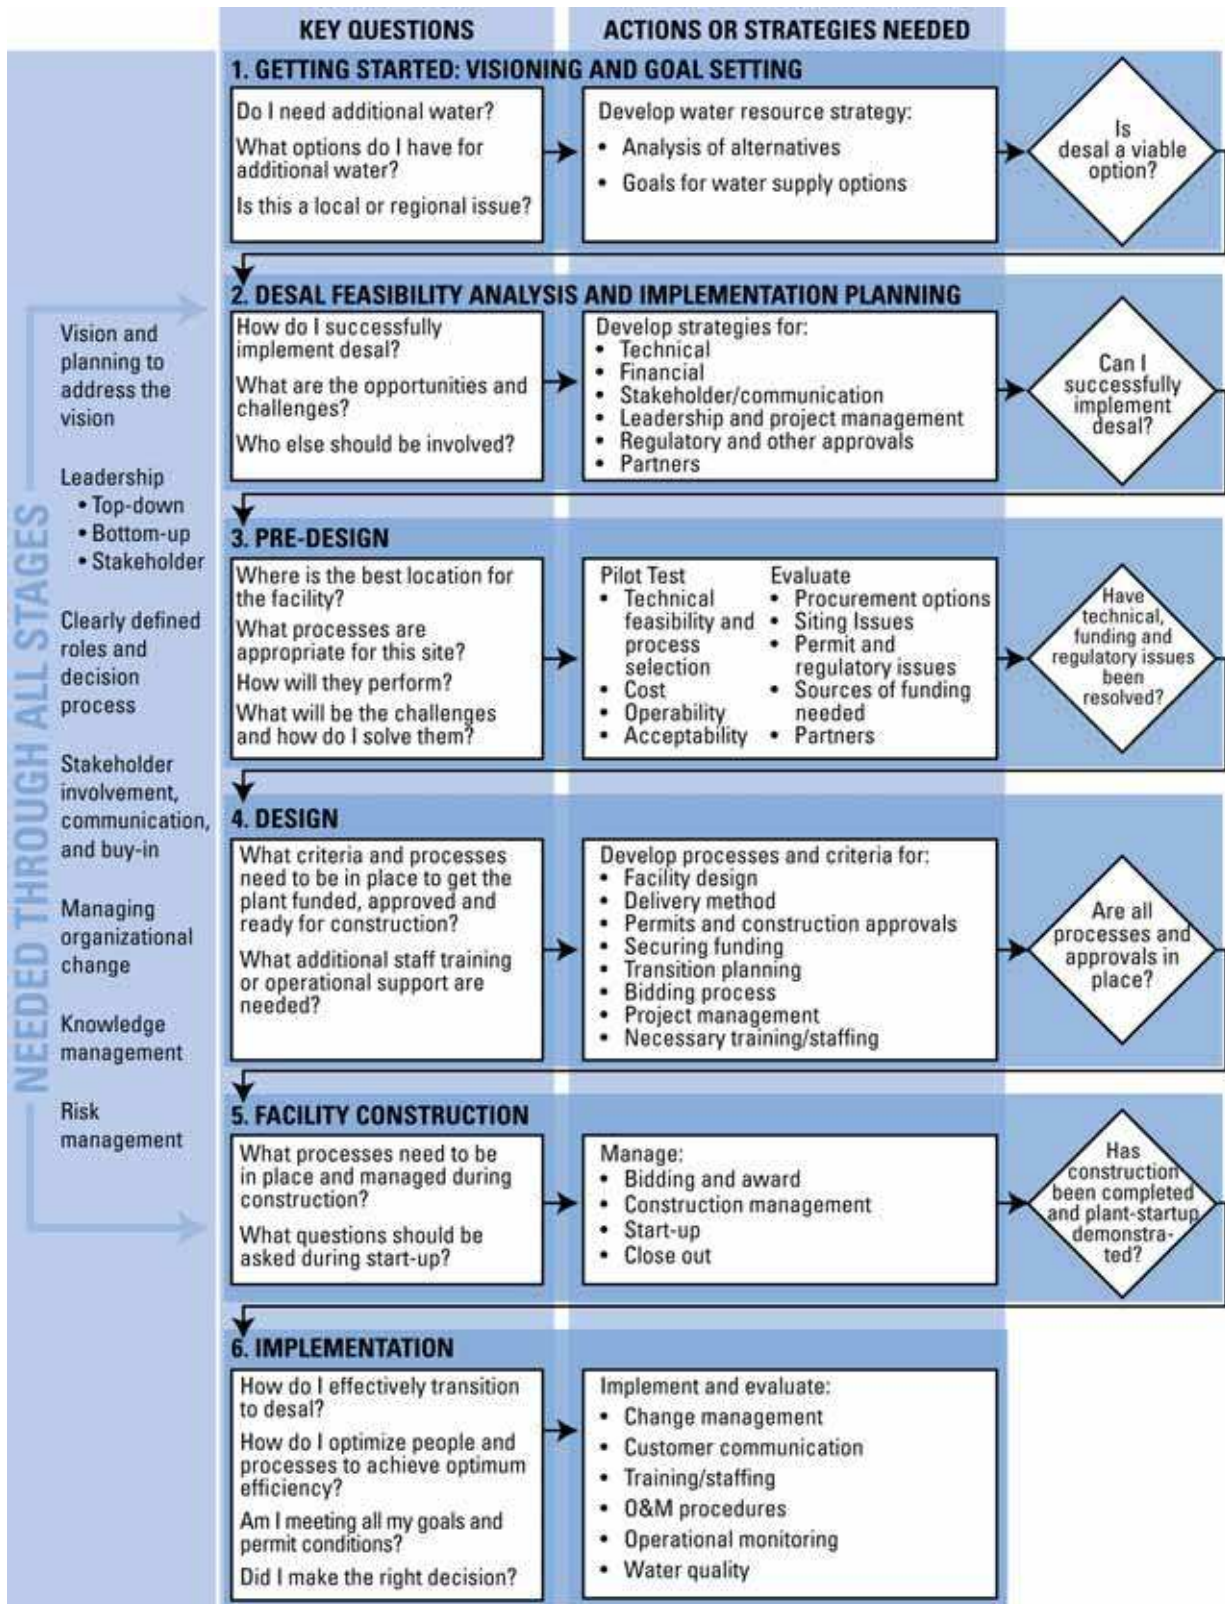 KEY QUESTIONS
ACTIONS OR STRATEGIES NEEDED
1. GETTING STARTED: VISIONING AND GOAL SETTING
Do I need additional water?
What options do I have for
additional water?
Is this a local or regional issue?
Develop water resource strategy:
• Analysis of alternatives
• Goals for water supply options
Is
desal a viable
option?
2. DESAL FEASIBILITY ANALYSIS AND IMPLEMENTATION PLANNING
How do I successfully
implement desal?
What are the opportunities and
challenges?
Who else should be involved?
Develop strategies for:
• Technical
• Financial
• Stakeholder/communication
• Leadership and project management
• Regulatory and other approvals
• Partners
Can I
successfully
implement
desal?
3. PRE-DESIGN
Where is the best location for
the facility?
What processes are
appropriate for this site?
How will they perform?
What will be the challenges
and how do I solve them?
Pilot Test
• Technical
feasibility and
process
selection
• Cost
• Operability
• Acceptability
Evaluate
• Procurement options
• Siting Issues
• Permit and
regulatory issues
• Sources of funding
needed
• Partners
Have
technical,
funding and
regulatory issues
been
resolved?
4. DESIGN
What criteria and processes
need to be in place to get the
plant funded, approved and
ready for construction?
What additional staff training
or operational support are
needed?
Develop processes and criteria for:
• Facility design
• Delivery method
• Permits and construction approvals
• Securing funding
• Transition planning
• Bidding process
• Project management
• Necessary training/staffing
Are all
processes and
approvals in
place?
5. FACILITY CONSTRUCTION
What processes need to be
in place and managed during
construction?
What questions should be
asked during start-up?
Manage:
• Bidding and award
• Construction management
• Start-up
• Close out
Has
construction
been completed
and plant-startup
demonstra-
ted?
6. IMPLEMENTATION
How do I effectively transition
to desal?
How do I optimize people and
processes to achieve optimum
efficiency?
Am I meeting all my goals and
permit conditions?
Did I make the right decision?
Implement and evaluate:
• Change management
• Customer communication
• Training/staffing
• O&M procedures
• Operational monitoring
• Water quality
NEEDED THROUGH ALL STAGES
Vision and
planning to
address the
vision
Leadership
• Top-down
• Bottom-up
• Stakeholder
Clearly defined
roles and
decision
process
Stakeholder
involvement,
communication,
and buy-in
Managing
organizational
change
Knowledge
management
Risk
management